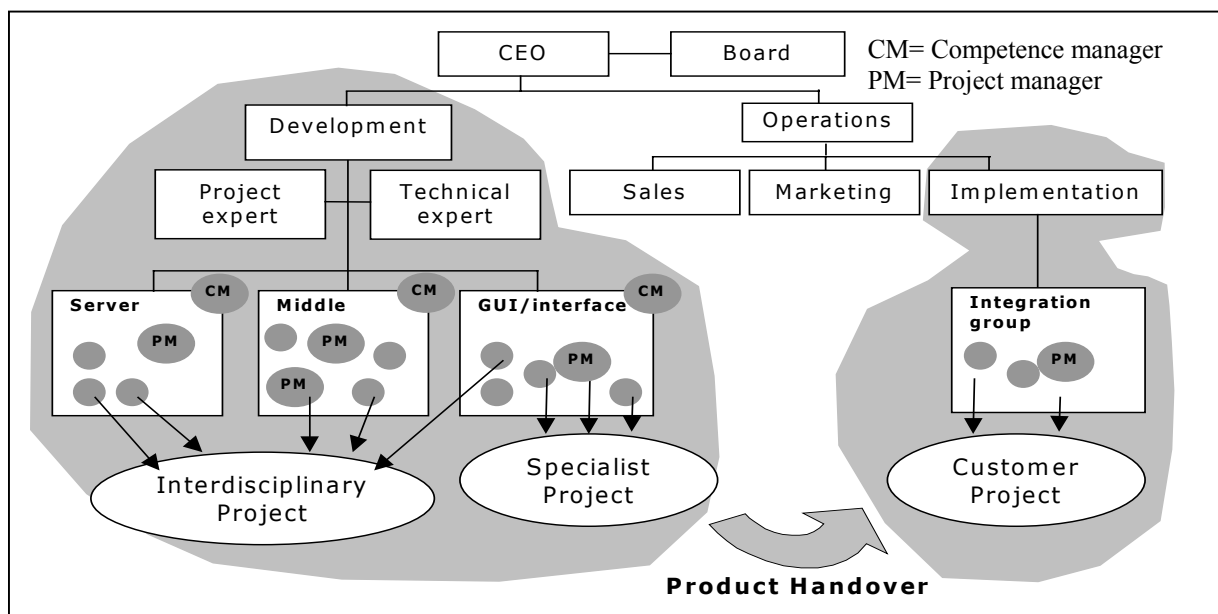 CEO
Board
CM= Competence manager
PM= Project manager
Development
Operations
Project
expert
Technical
expert
Sales
Marketing
Implementation
Server
CM
PM
Middle
CM
PM
PM
GUI/interface
CM
PM
Integration
group
PM
Interdisciplinary
Project
Specialist
Project
Customer
Project
Product Handover